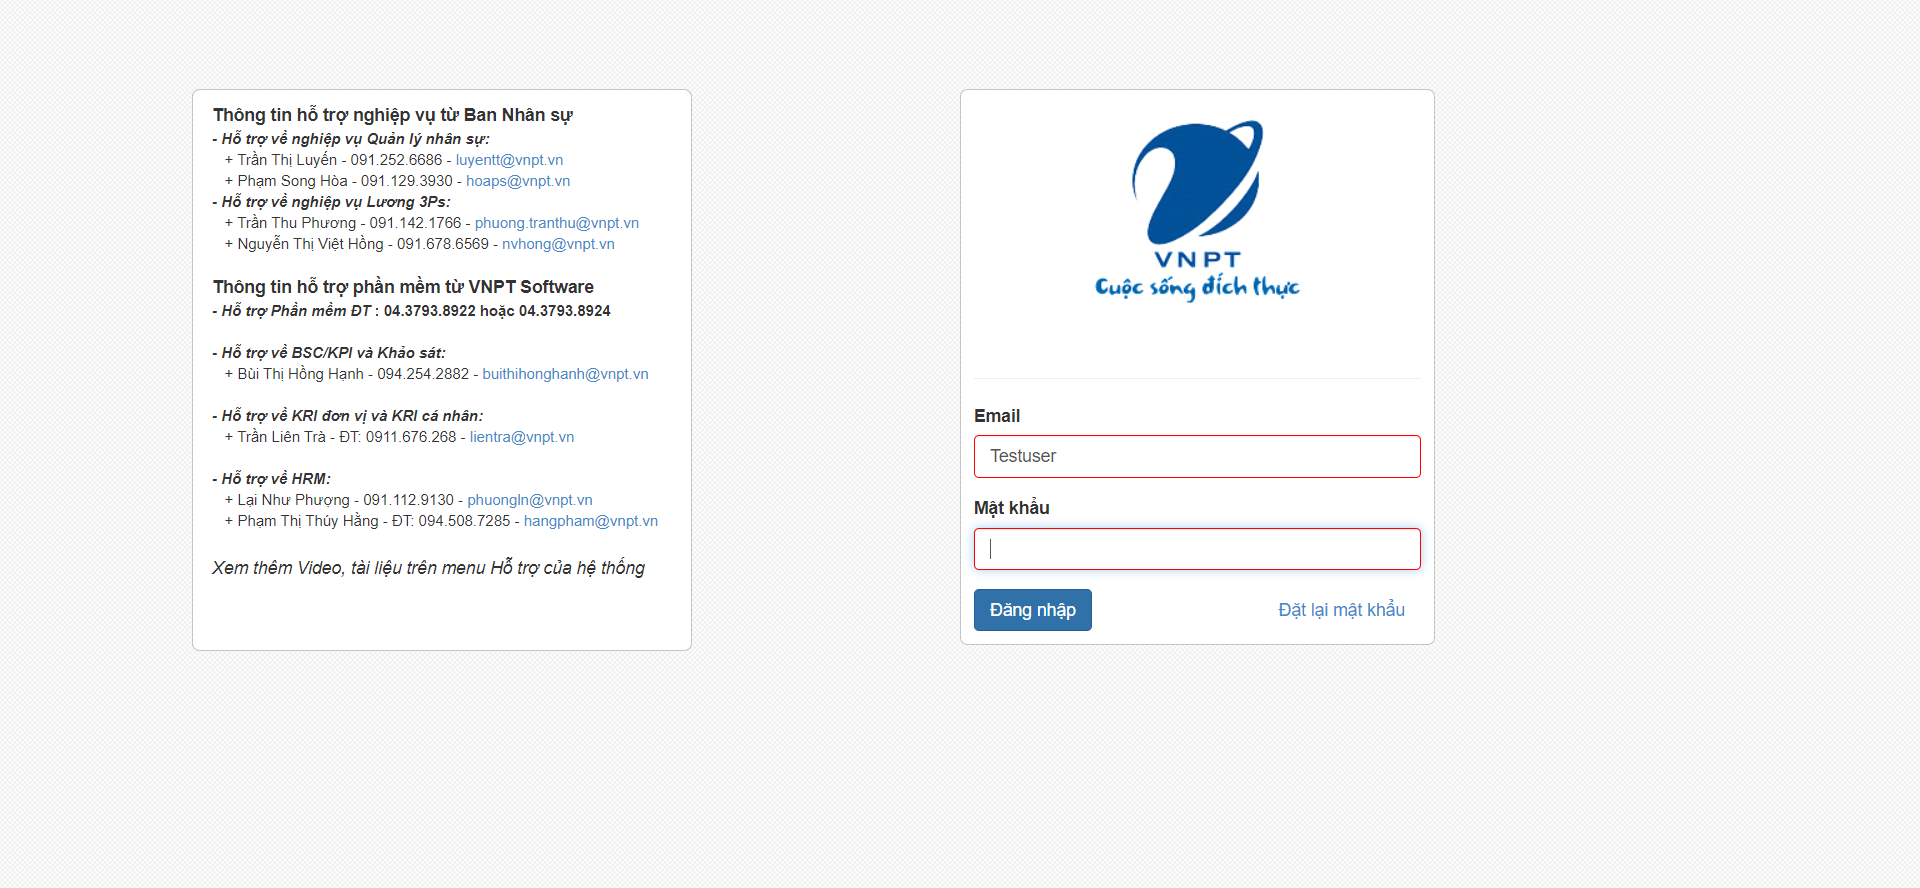 Thông tin hỗ trợ nghiệp vụ từ Ban Nhân sự
- Hỗ trợ về nghiệp vụ Quản lý nhân sự:
+ Trần Thị Luyến - 091.252.6686 - luyentt@vnpt.vn
+ Phạm Song Hòa - 091.129.3930 - hoaps@vnpt.vn
- Hỗ trợ về nghiệp vụ Lương 3Ps:
+ Trần Thu Phương - 091.142.1766 - phuong.tranthu@vnpt.vn
+ Nguyễn Thị Việt Hồng - 091.678.6569 - nvhong@vnpt.vn
Thông tin hỗ trợ phần mềm từ VNPT Software
- Hỗ trợ Phần mềm ĐT : 04.3793.8922 hoặc 04.3793.8924
- Hỗ trợ về BSC/KPI và Khảo sát:
+ Bùi Thị Hồng Hạnh - 094.254.2882 - buithihonghanh@vnpt.vn
- Hỗ trợ về KRI đơn vị và KRI cá nhân:
+ Trần Liên Trà - ĐT: 0911.676.268 - lientra@vnpt.vn
- Hỗ trợ về HRM:
+ Lại Như Phượng - 091.112.9130 - phuongln@vnpt.vn
+ Phạm Thị Thúy Hằng - ĐT: 094.508.7285 - hangpham@vnpt.vn
Xem thêm Video, tài liệu trên menu Hỗ trợ của hệ thống
VNPT
Cuộc sống đích thực
Email
Testuser
Mật khẩu
Đăng nhập
Đặt lại mật khẩu